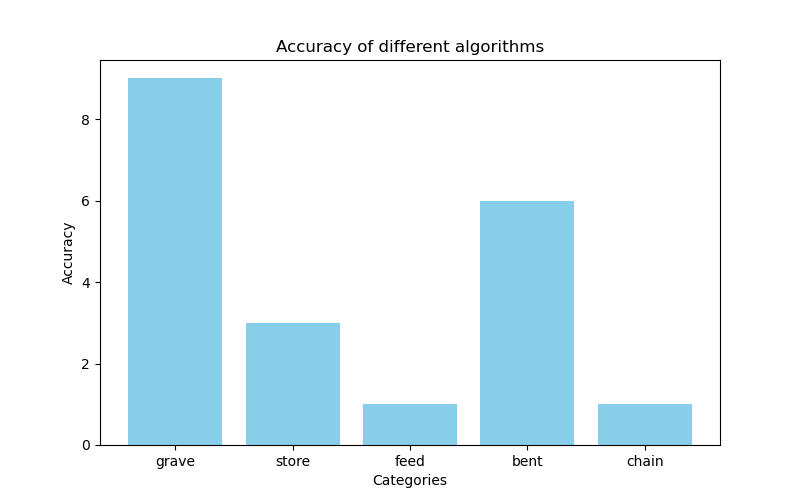 Accuracy of different algorithms
8
6
4
2
0
Accuracy
grave store feed bent chain
Categories